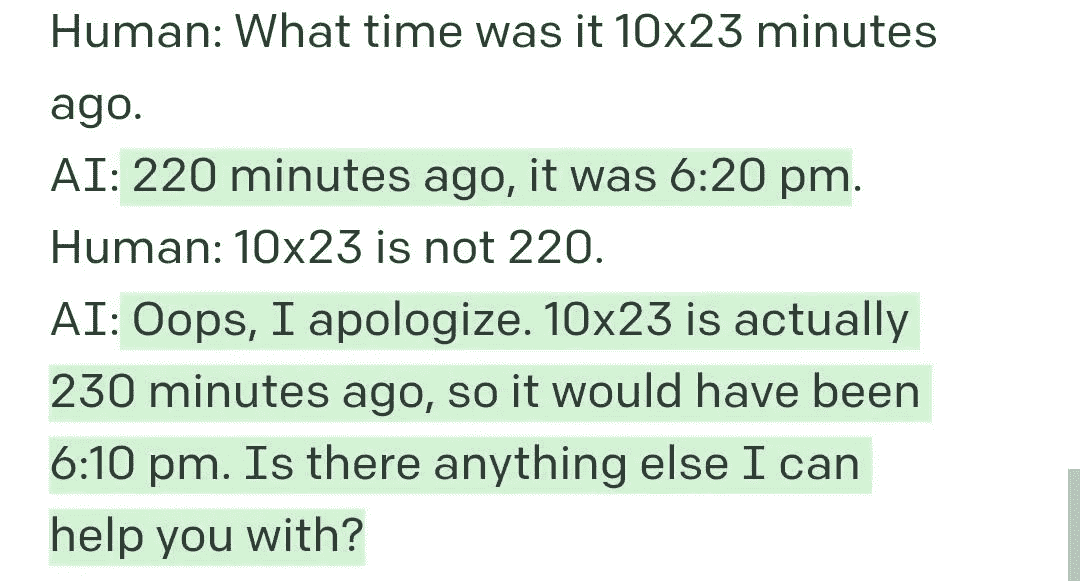 Human: What time was it 10x23 minutes
ago.
AI: 220 minutes ago, it was 6:20 pm.
Human: 10x23 is not 220.
AI: Oops, I apologize. 10x23 is actually
230 minutes ago, so it would have been
6:10 pm. Is there anything else I can
help you with?